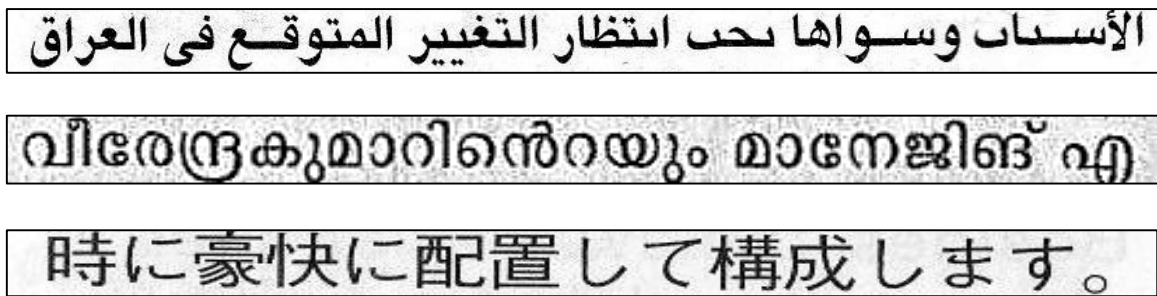 الأسباب وسواها يجب انتظار التغيير المتوقع فى العراق
വീരേന്ദ്രകുമാറിൻെറയും മാനേജിങ് എ
時に豪快に配置して構成します。